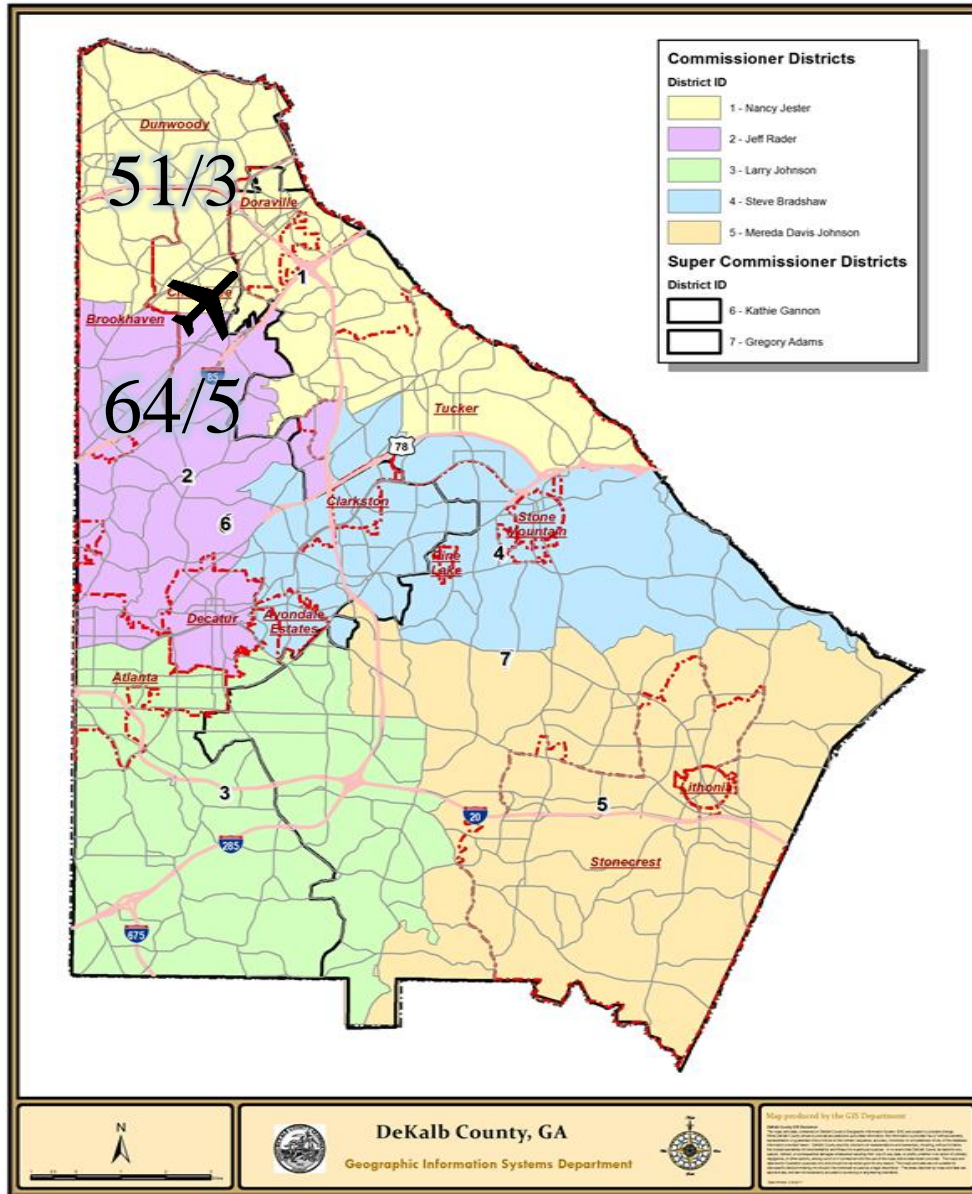 Commissioner Districts
District ID
1 - Nancy Jester
2 - Jeff Rader
3 - Larry Johnson
4 - Steve Bradshaw
5 - Mereda Davis Johnson
Super Commissioner Districts
District ID
6 - Kathie Gannon
7 - Gregory Adams
Dunwoody
51/3
Doraville
1
Brookhaven
85
64/5
Tucker
78
2
Clarkston
Stone
Mountain
6
4
Pine
Lake
Decatur
Avondale
Estates
7
Atlanta
Lithonia
3
5
20
285
Stonecrest
675
N
DeKalb County, GA
Geographic Information Systems Department
Map produced by the GIS Department